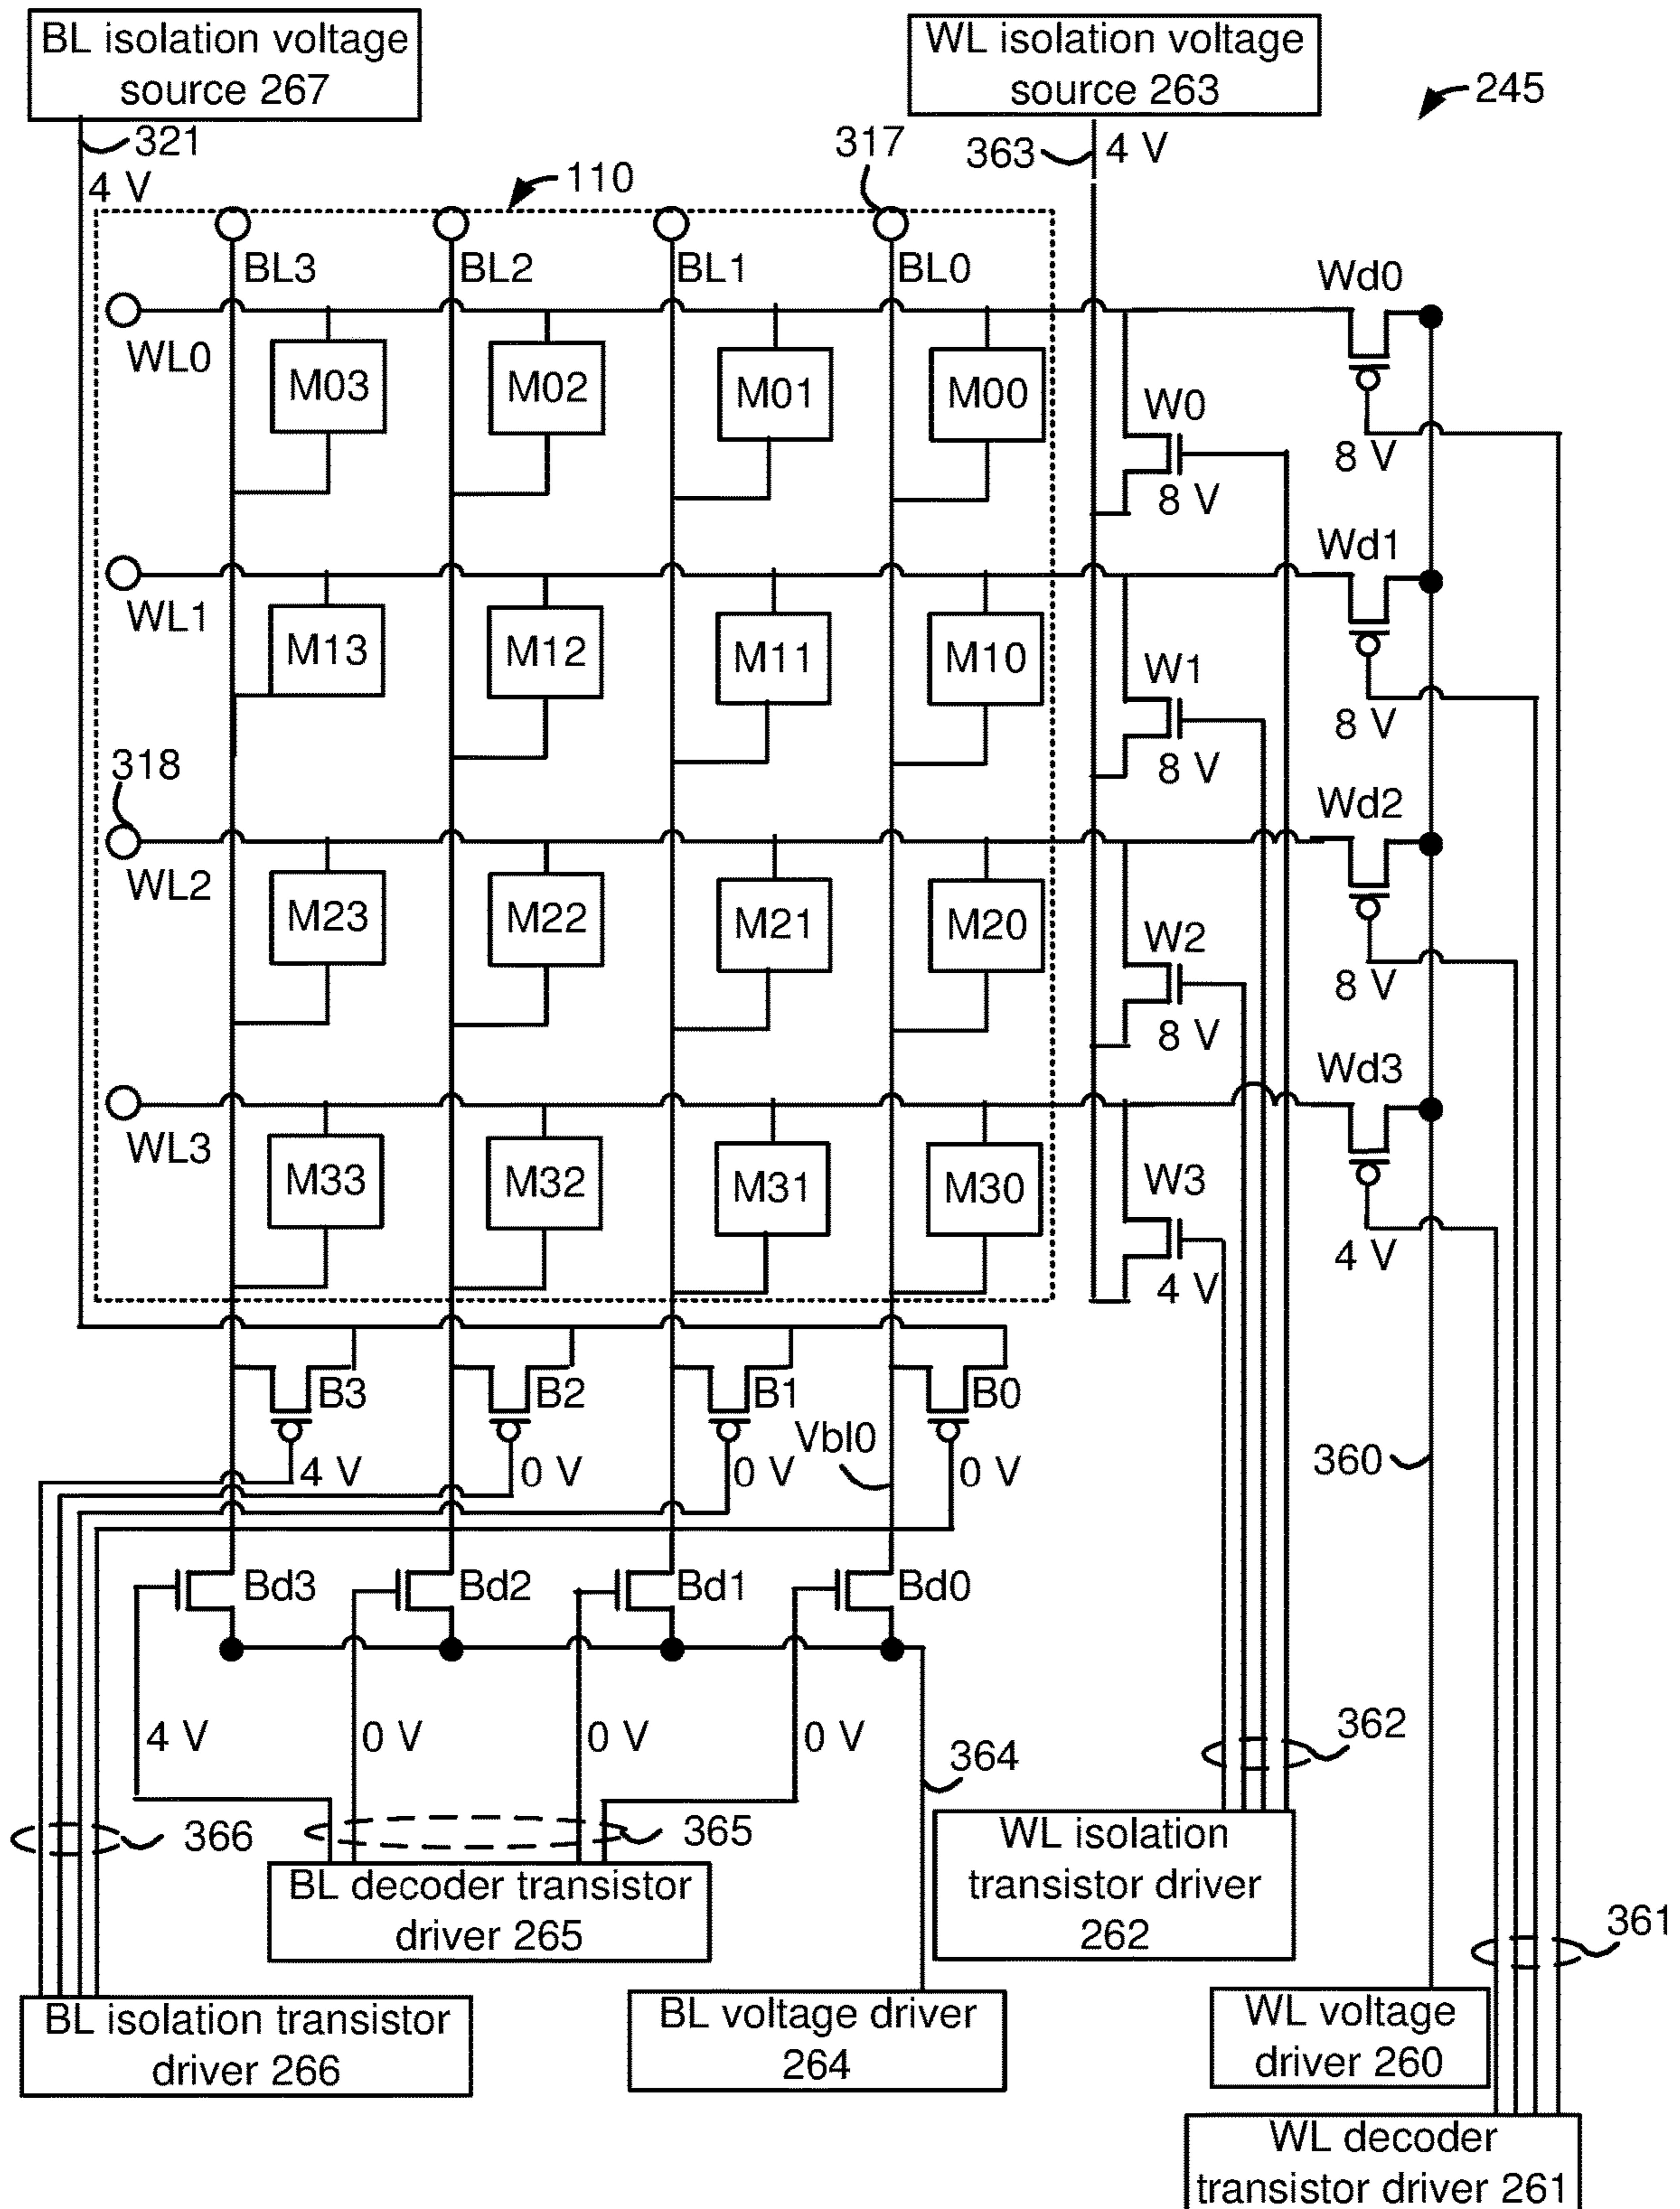 BL isolation voltage
source 267
WL isolation voltage
source 263
245
321
4 V
110
317
363
4 V
BL3
BL2
BL1
BL0
WL0
M03
M02
M01
M00
W0
8 V
Wd0
8 V
WL1
M13
M12
M11
M10
W1
8 V
Wd1
8 V
318
WL2
M23
M22
M21
M20
W2
8 V
Wd2
8 V
WL3
M33
M32
M31
M30
W3
4 V
Wd3
4 V
B3
B2
B1
B0
4 V
0 V
0 V
Vbl0
0 V
360
Bd3
Bd2
Bd1
Bd0
4 V
0 V
0 V
0 V
364
362
366
365
361
BL decoder transistor
driver 265
WL isolation
transistor driver
262
BL isolation transistor
driver 266
BL voltage driver
264
WL voltage
driver 260
WL decoder
transistor driver 261